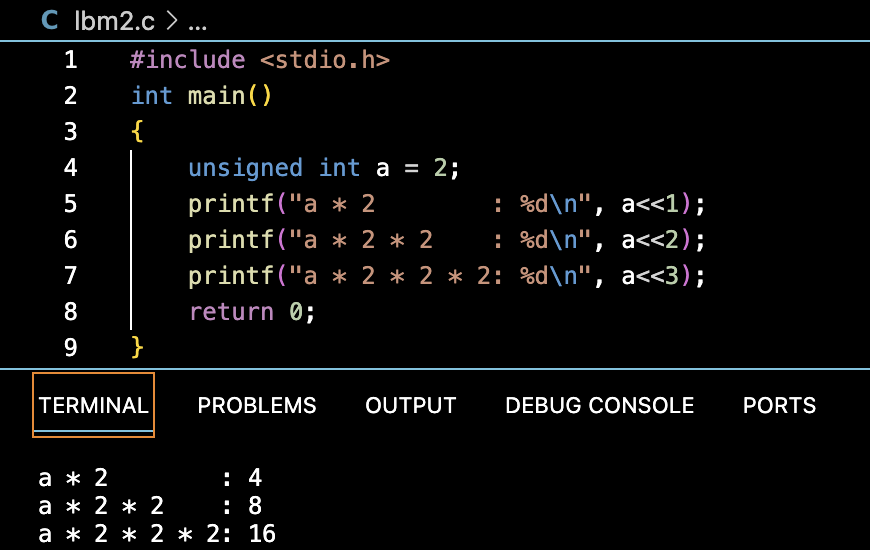 C lbm2.c > ...
1 #include <stdio.h>
2 int main()
3 {
4     unsigned int a = 2;
5     printf("a * 2        : %d\n", a<<1);
6     printf("a * 2 * 2    : %d\n", a<<2);
7     printf("a * 2 * 2 * 2: %d\n", a<<3);
8     return 0;
9 }
TERMINAL PROBLEMS OUTPUT DEBUG CONSOLE PORTS
a * 2        : 4
a * 2 * 2    : 8
a * 2 * 2 * 2: 16